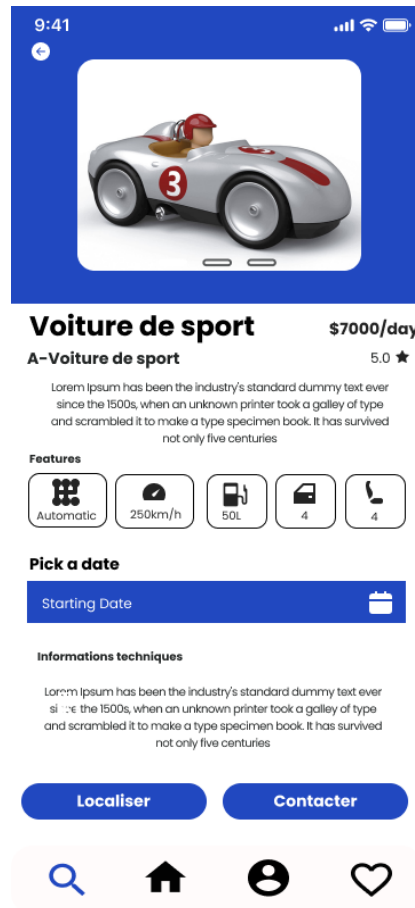 9:41
3
Voiture de sport
$7000/day
A-Voiture de sport
5.0
Lorem Ipsum has been the industry's standard dummy text ever
since the 1500s, when an unknown printer took a galley of type
and scrambled it to make a type specimen book. It has survived
not only five centuries
Features
Automatic
250km/h
50L
4
4
Pick a date
Starting Date
Informations techniques
Lorem Ipsum has been the industry's standard dummy text ever
the 1500s, when an unknown printer took a galley of type
and scrambled it to make a type specimen book. It has survived
not only five centuries
Localiser
Contacter